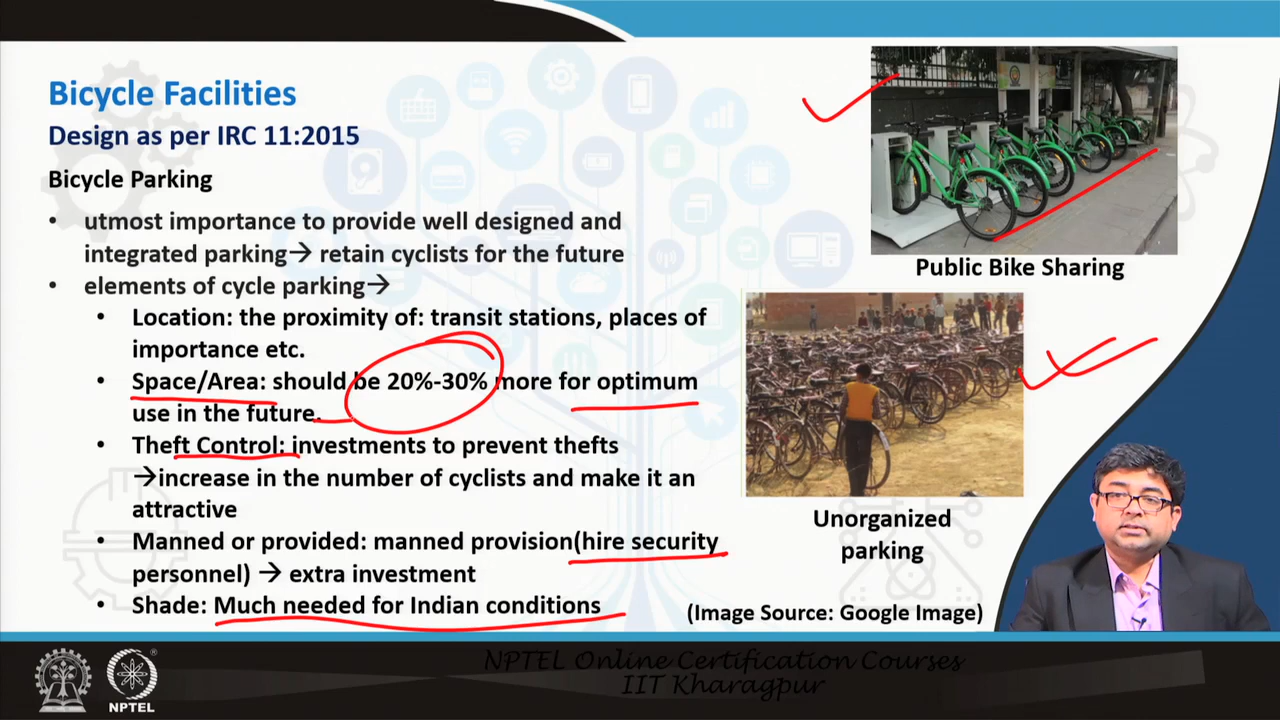 Bicycle Facilities
Design as per IRC 11:2015
Bicycle Parking
• utmost importance to provide well designed and
integrated parking→ retain cyclists for the future
• elements of cycle parking→
• Location: the proximity of: transit stations, places of
importance etc.
• Space/Area: should be 20%-30% more for optimum
use in the future.
• Theft Control: investments to prevent thefts
→increase in the number of cyclists and make it an
attractive
• Manned or provided: manned provision(hire security
personnel) → extra investment
• Shade: Much needed for Indian conditions
Public Bike Sharing
Unorganized
parking
(Image Source: Google Image)
NPTEL
NPTEL Online Certification Courses
IIT Kharagpur